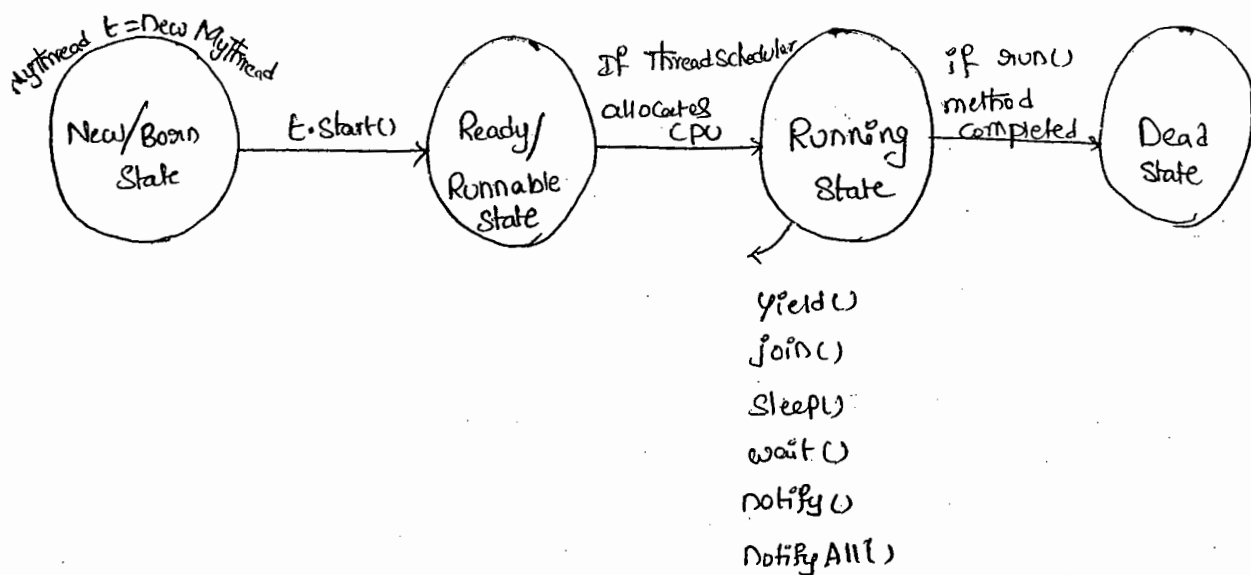 Mythread t=New Mythread
New/Born
State
t.Start()
Ready/
Runnable
State
If ThreadScheduler
allocates
CPU
Running
State
if run()
method
completed
Dead
State
yield()
join()
sleep()
wait()
notify()
notifyAll()